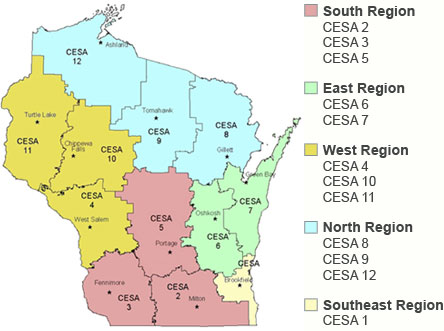 CESA
12
Ashland
Turtle Lake
CESA
11
Chippewa
Falls
CESA
10
Tomahawk
CESA
9
CESA
8
Gillett
Green Bay
CESA
4
West Salem
CESA
5
Portage
Oshkosh
CESA
6
CESA
7
Fennimore
CESA
3
CESA
2
Milton
CESA
Brookfield
South Region
CESA 2
CESA 3
CESA 5
East Region
CESA 6
CESA 7
West Region
CESA 4
CESA 10
CESA 11
North Region
CESA 8
CESA 9
CESA 12
Southeast Region
CESA 1